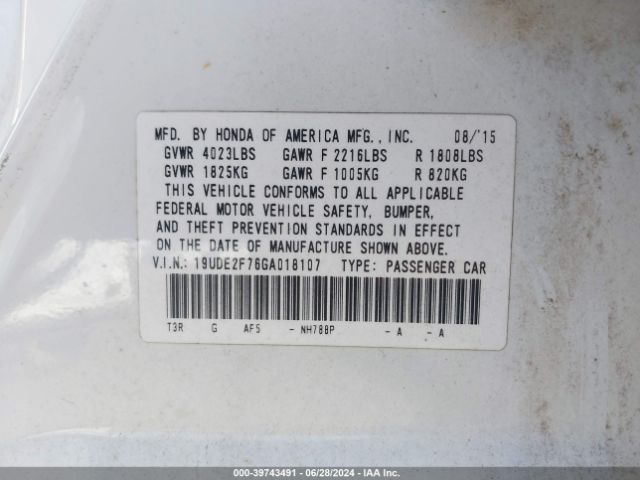 MFD. BY HONDA OF AMERICA MFG., INC. 08/'15
GVWR 4023LBS GAWR F 2216LBS R 1808LBS
GVWR 1825KG GAWR F 1005KG R 820KG
THIS VEHICLE CONFORMS TO ALL APPLICABLE
FEDERAL MOTOR VEHICLE SAFETY, BUMPER,
AND THEFT PREVENTION STANDARDS IN EFFECT
ON THE DATE OF MANUFACTURE SHOWN ABOVE.
V.I.N.: 19UDE2F76GA018107 TYPE: PASSENGER CAR
T3R G AF5 - NH788P - A - A
000-39743491 - 06/28/2024 - IAA Inc.